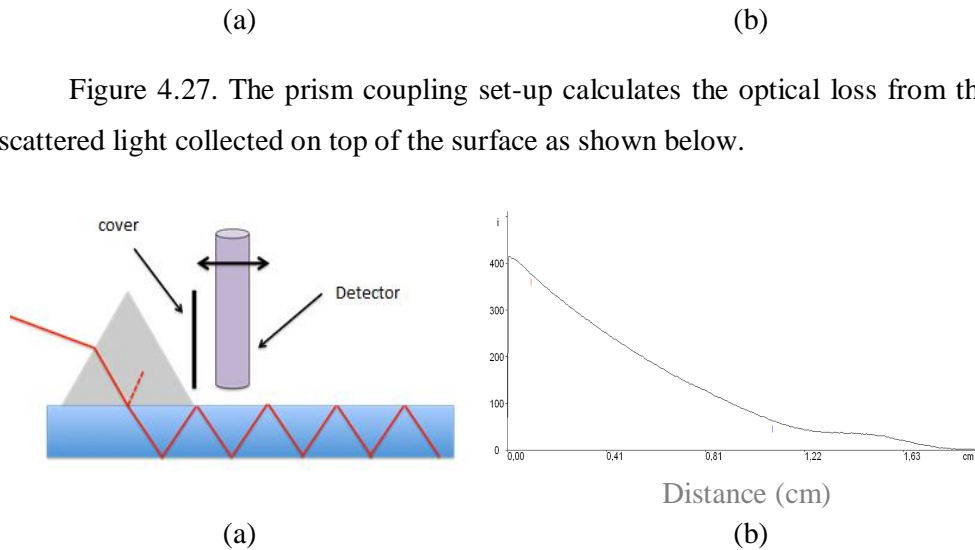 (a) (b)
Figure 4.27. The prism coupling set-up calculates the optical loss from th
scattered light collected on top of the surface as shown below.
cover
Detector
i
400
300
200
100
0
0,00 0,41 0,81 1,22 1,63 cm
Distance (cm)
(a) (b)